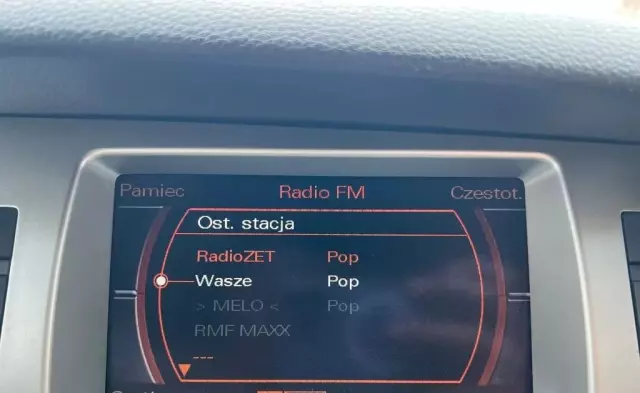 Pamiec Radio FM Czestot.
Ost. stacja
RadioZET Pop
Wasze Pop
> MELO < Pop
RMF MAXX
---